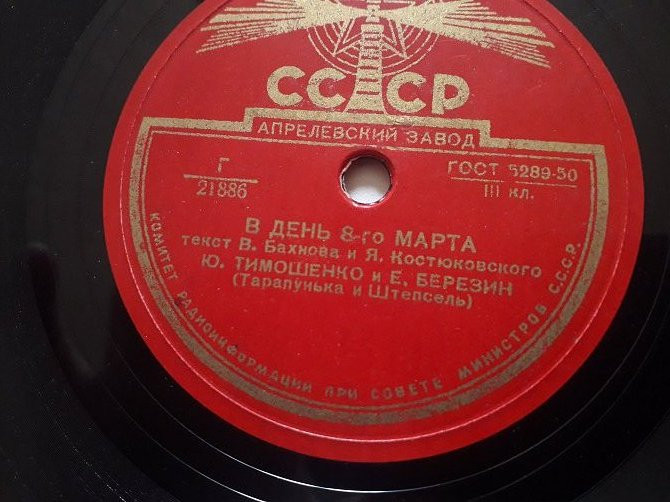 СССР
АПРЕЛЕВСКИЙ ЗАВОД
Г
21886
ГОСТ 5289-50
III кл.
В ДЕНЬ 8-го МАРТА
текст В. Бахнова и Я. Костюковского
Ю. ТИМОШЕНКО и Е. БЕРЕЗИН
(Тарапунька и Штепсель)
КОМИТЕТ РАДИОИНФОРМАЦИИ ПРИ СОВЕТЕ МИНИСТРОВ С.С.С.Р.